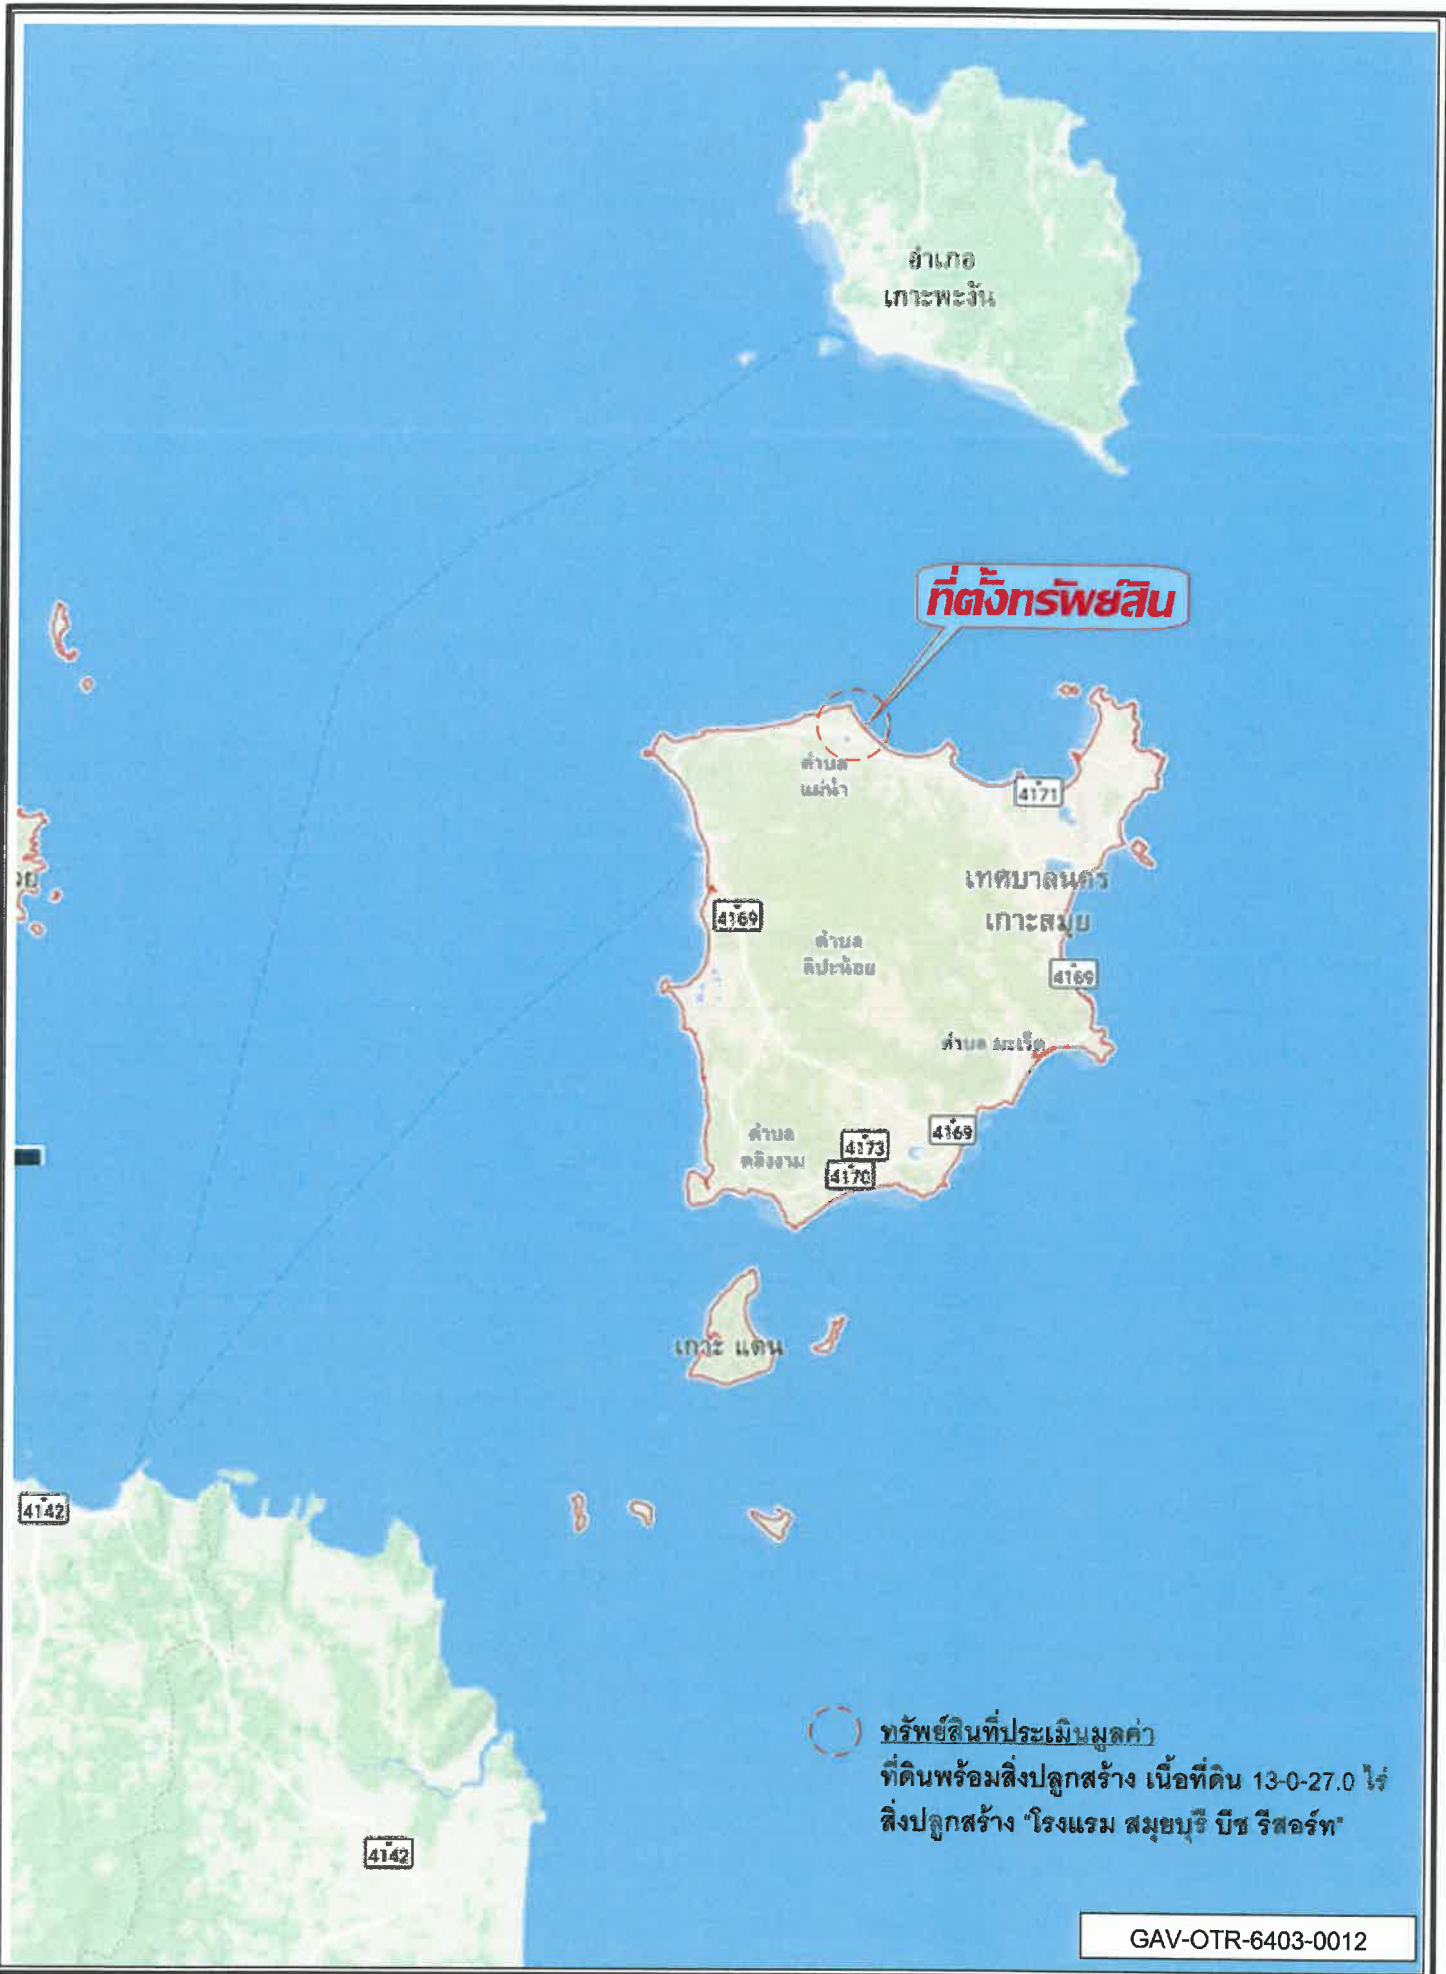 อำเภอ
เกาะพะงัน
ที่ตั้งทรัพย์สิน
ตำบล
แม่น้ำ
4171
เทศบาลนคร
เกาะสมุย
4169
ตำบล
ลิปะน้อย
4169
ตำบล มะเร็ต
4169
ตำบล
ตลิ่งงาม
4173
4170
เกาะ แตน
4142
4142
ทรัพย์สินที่ประเมินมูลค่า
ที่ดินพร้อมสิ่งปลูกสร้าง เนื้อที่ดิน 13-0-27.0 ไร่
สิ่งปลูกสร้าง "โรงแรม สมุยบุรี บีช รีสอร์ท"
GAV-OTR-6403-0012